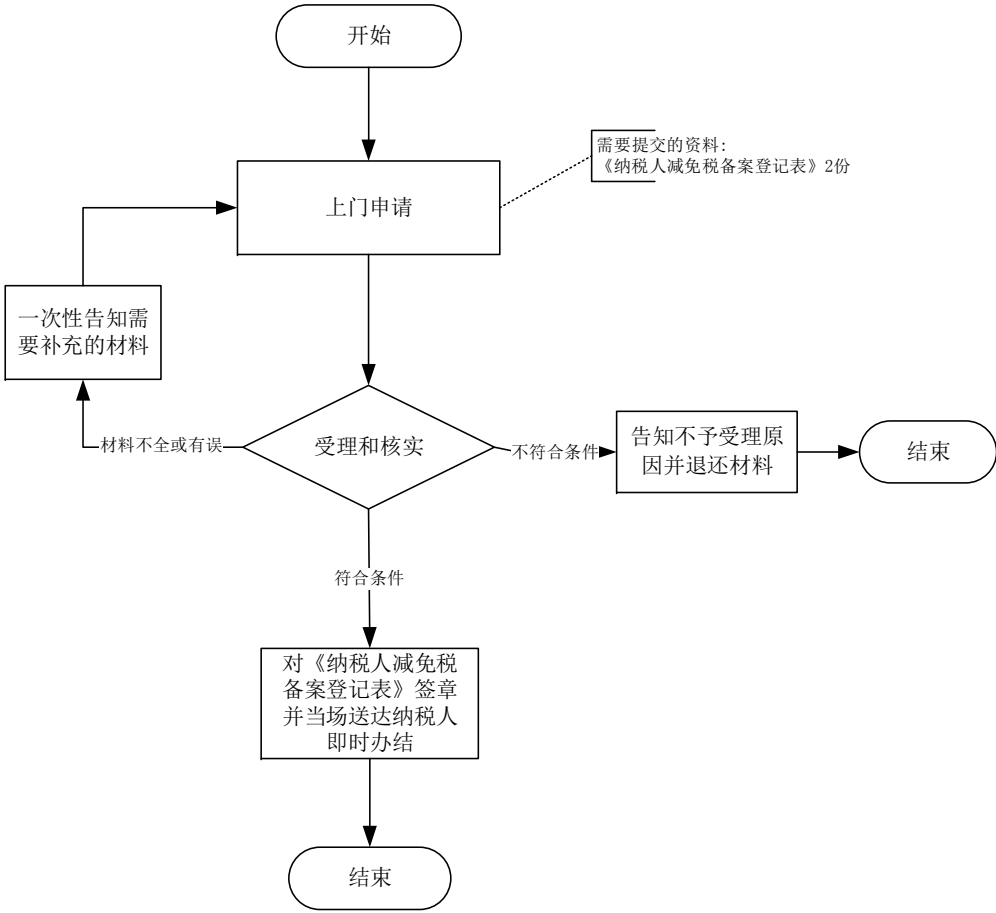 开始
需要提交的资料:
《纳税人减免税备案登记表》2份
上门申请
一次性告知需
要补充的材料
材料不全或有误
受理和核实
不符合条件
告知不予受理原
因并退还材料
结束
符合条件
对《纳税人减免税
备案登记表》签章
并当场送达纳税人
即时办结
结束